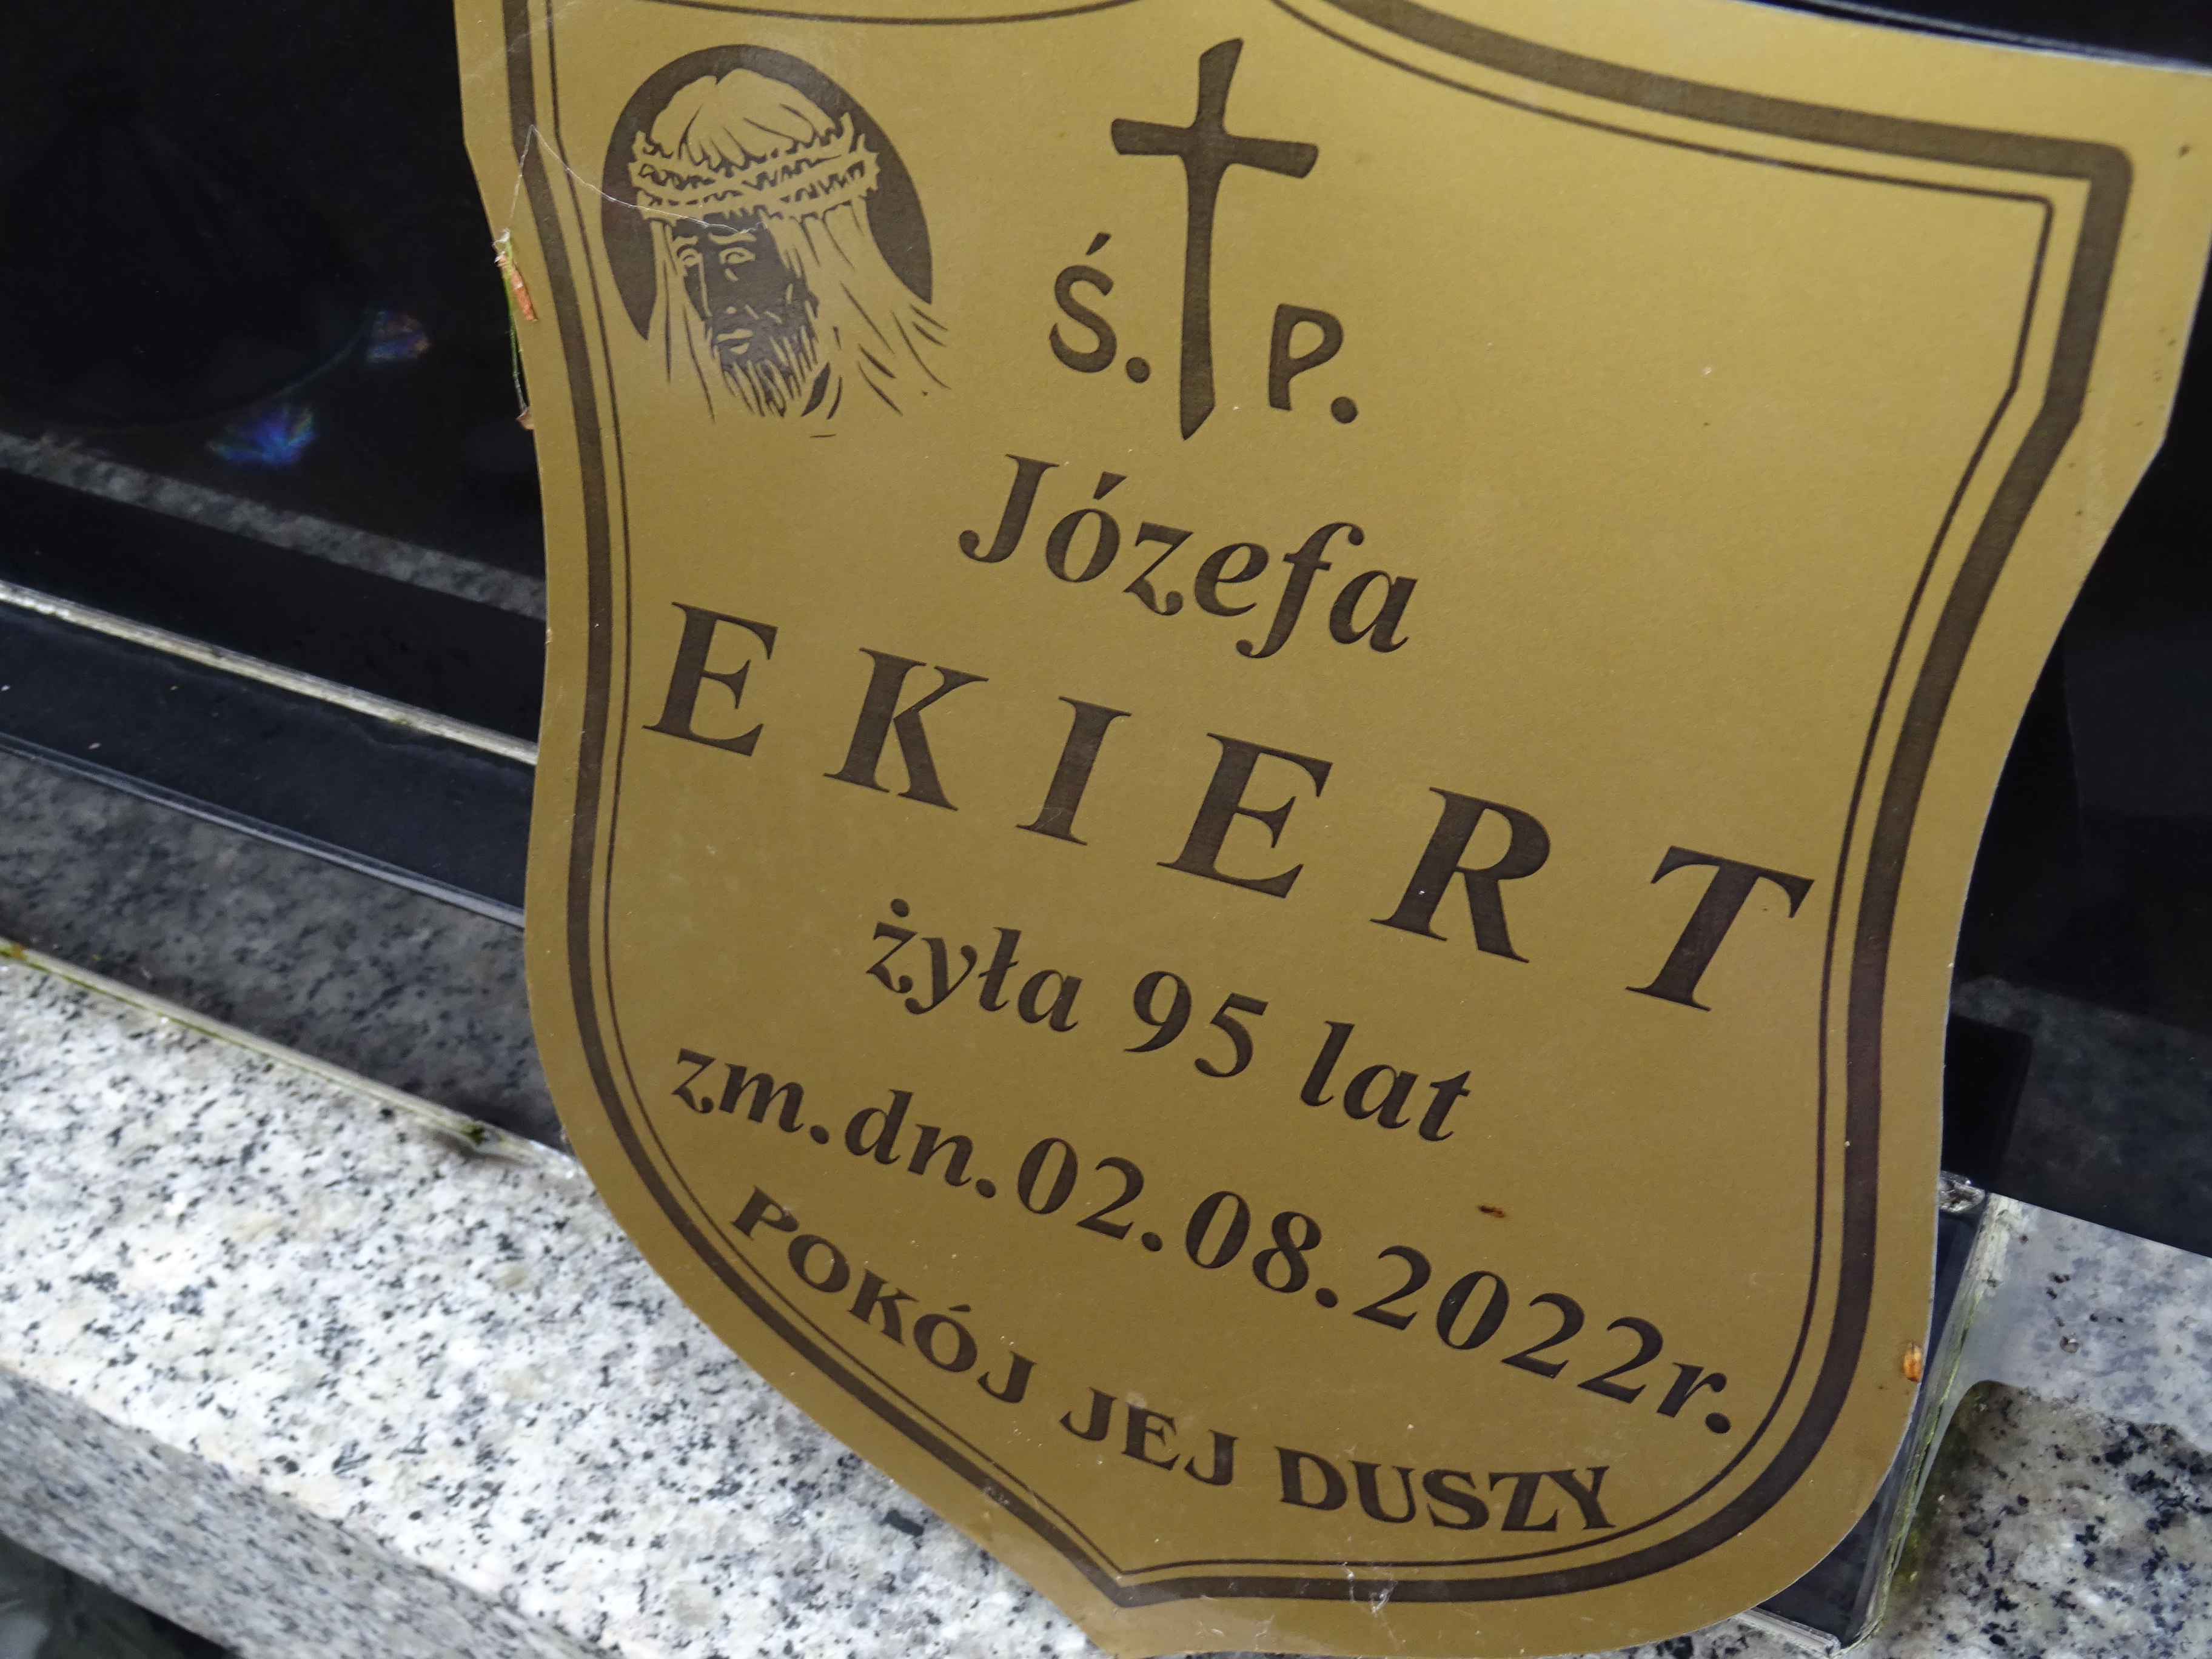 Ś. P.
Józefa
EKIERT
żyła 95 lat
zm.dn.02.08.2022r.
POKÓJ JEJ DUSZY